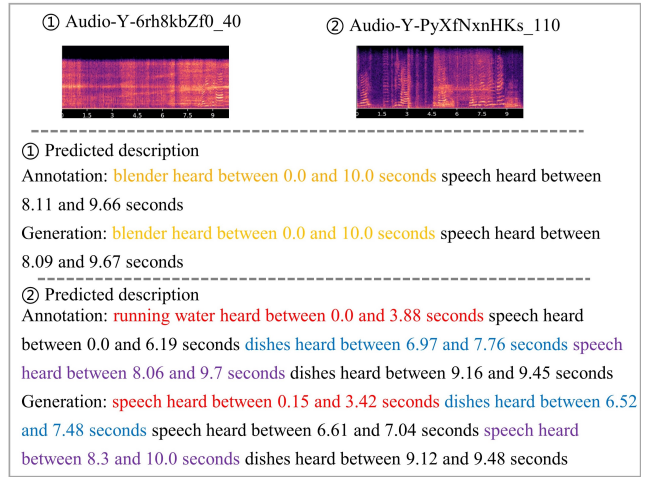 ① Audio-Y-6rh8kbZf0_40
② Audio-Y-PyXfNxnHKs_110
0 1.5 3 4.5 6 7.5 9
0 1.5 3 4.5 6 7.5 9
① Predicted description
Annotation: blender heard between 0.0 and 10.0 seconds speech heard between
8.11 and 9.66 seconds
Generation: blender heard between 0.0 and 10.0 seconds speech heard between
8.09 and 9.67 seconds
② Predicted description
Annotation: running water heard between 0.0 and 3.88 seconds speech heard
between 0.0 and 6.19 seconds dishes heard between 6.97 and 7.76 seconds speech
heard between 8.06 and 9.7 seconds dishes heard between 9.16 and 9.45 seconds
Generation: speech heard between 0.15 and 3.42 seconds dishes heard between 6.52
and 7.48 seconds speech heard between 6.61 and 7.04 seconds speech heard
between 8.3 and 10.0 seconds dishes heard between 9.12 and 9.48 seconds